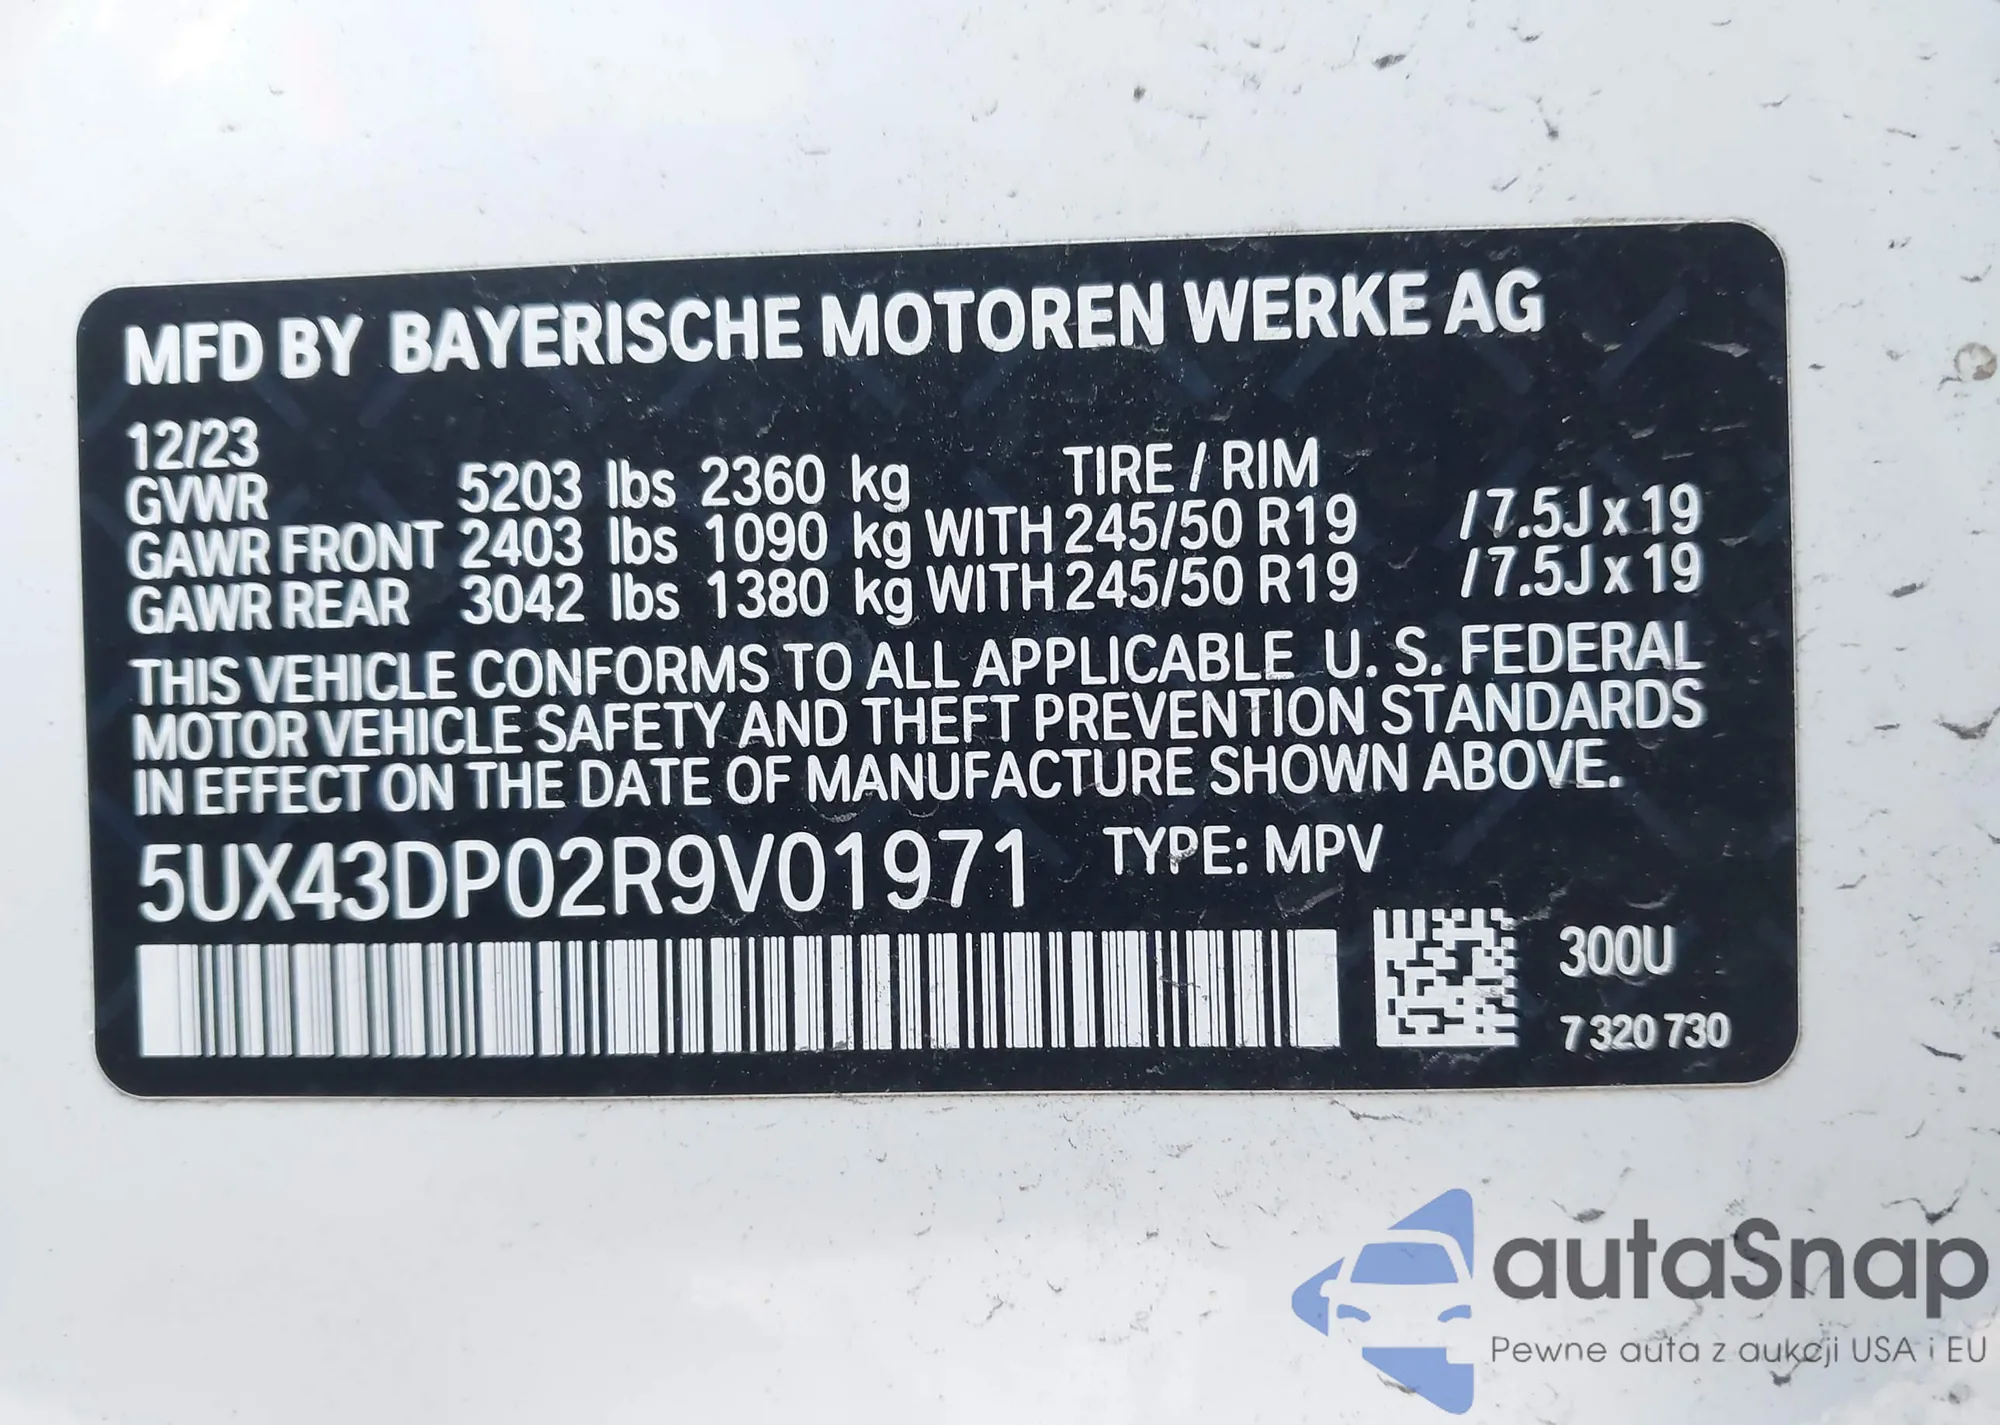 MFD BY BAYERISCHE MOTOREN WERKE AG
12/23
GVWR 5203 lbs 2360 kg TIRE / RIM
GAWR FRONT 2403 lbs 1090 kg WITH 245/50 R19 / 7.5J x 19
GAWR REAR 3042 lbs 1380 kg WITH 245/50 R19 / 7.5J x 19
THIS VEHICLE CONFORMS TO ALL APPLICABLE U. S. FEDERAL
MOTOR VEHICLE SAFETY AND THEFT PREVENTION STANDARDS
IN EFFECT ON THE DATE OF MANUFACTURE SHOWN ABOVE.
5UX43DP02R9V01971 TYPE: MPV
300U
7 320 730
autaSnap
Pewne auta z aukcji USA i EU